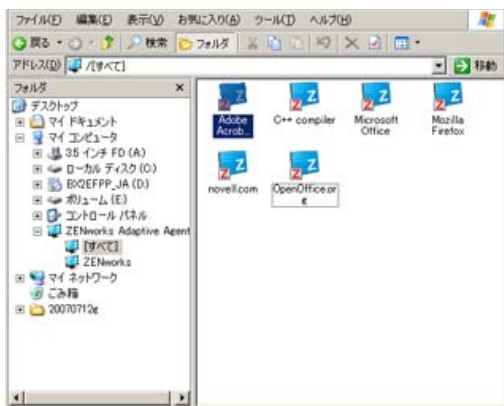 ファイル(F) 編集(E) 表示(V) お気に入り(A) ツール(T) ヘルプ(H)
戻る 検索 フォルダ
アドレス(D) /[すべて] 移動
フォルダ
デスクトップ
マイ ドキュメント
マイ コンピュータ
3.5 インチ FD (A)
ローカル ディスク (C)
BX2EFPP_JA (D)
ボリューム (E)
コントロール パネル
ZENworks Adaptive Agent
[すべて]
ZENworks
マイ ネットワーク
ごみ箱
20070712e
Adobe Acrob...
C++ compiler
Microsoft Office
Mozilla Firefox
novell.com
OpenOffice.org